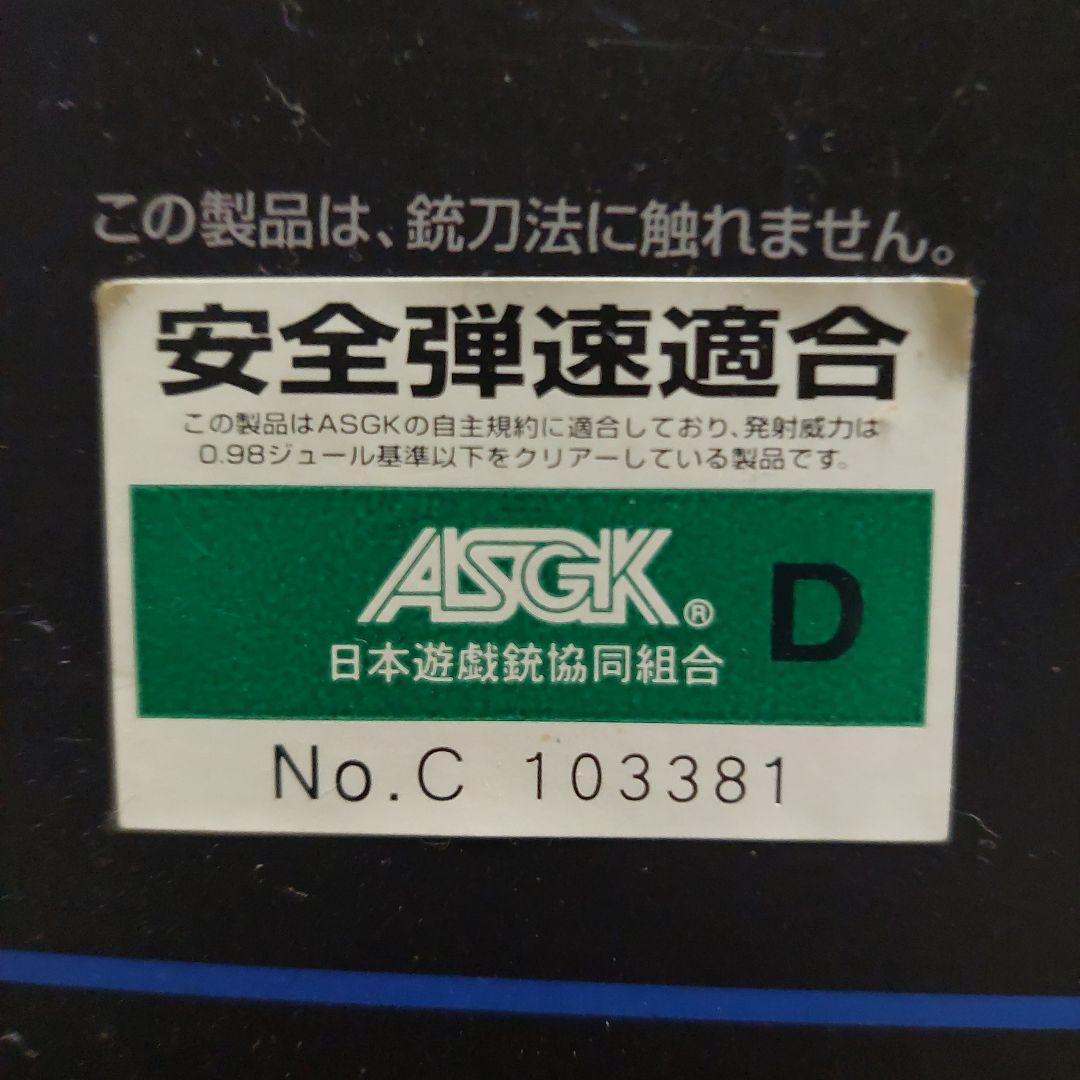 この製品は、銃刀法に触れません。
安全弾速適合
この製品はASGKの自主規約に適合しており、発射威力は
0.98ジュール基準以下をクリアーしている製品です。
ASGK®
D
日本遊戯銃協同組合
No.C 103381